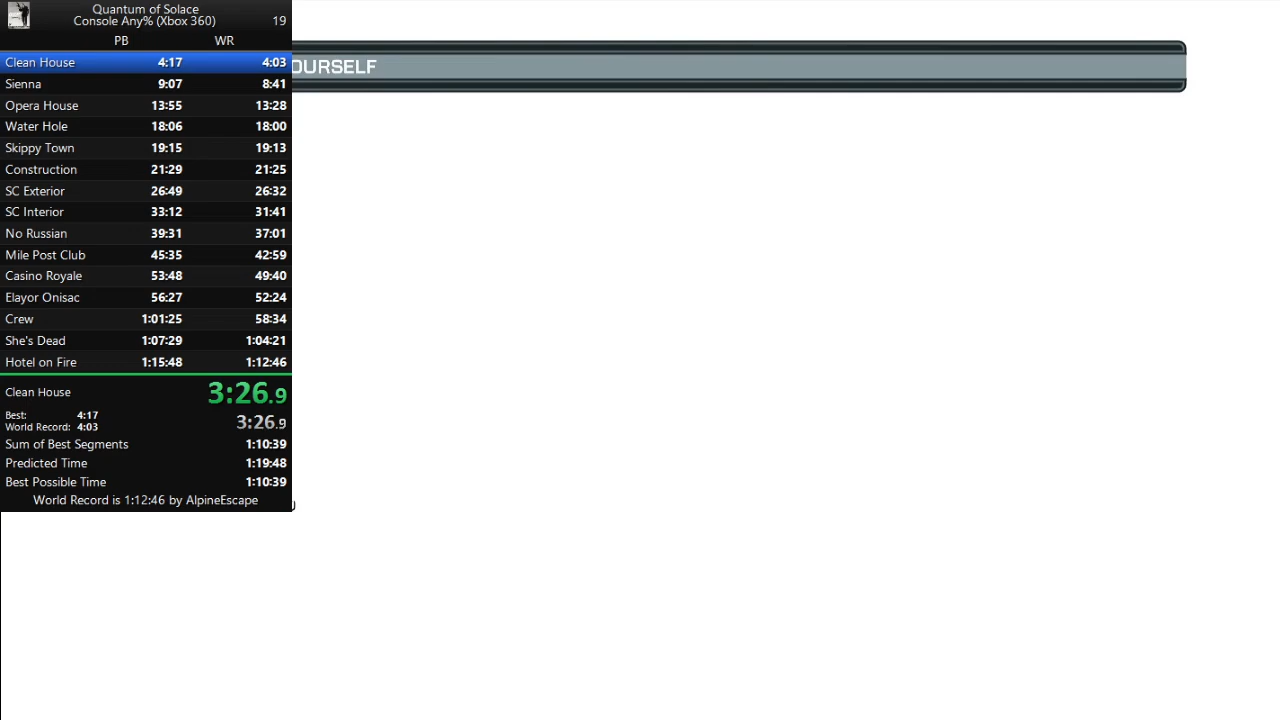 Quantum of Solace
Console Any% (Xbox 360) 19
PB WR
Clean House 4:17 4:03
Sienna 9:07 8:41
Opera House 13:55 13:28
Water Hole 18:06 18:00
Skippy Town 19:15 19:13
Construction 21:29 21:25
SC Exterior 26:49 26:32
SC Interior 33:12 31:41
No Russian 39:31 37:01
Mile Post Club 45:35 42:59
Casino Royale 53:48 49:40
Elayor Onisac 56:27 52:24
Crew 1:01:25 58:34
She's Dead 1:07:29 1:04:21
Hotel on Fire 1:15:48 1:12:46
Clean House 3:26.9
Best: 4:17
World Record: 4:03 3:26.9
Sum of Best Segments 1:10:39
Predicted Time 1:19:48
Best Possible Time 1:10:39
World Record is 1:12:46 by AlpineEscape
OURSELF